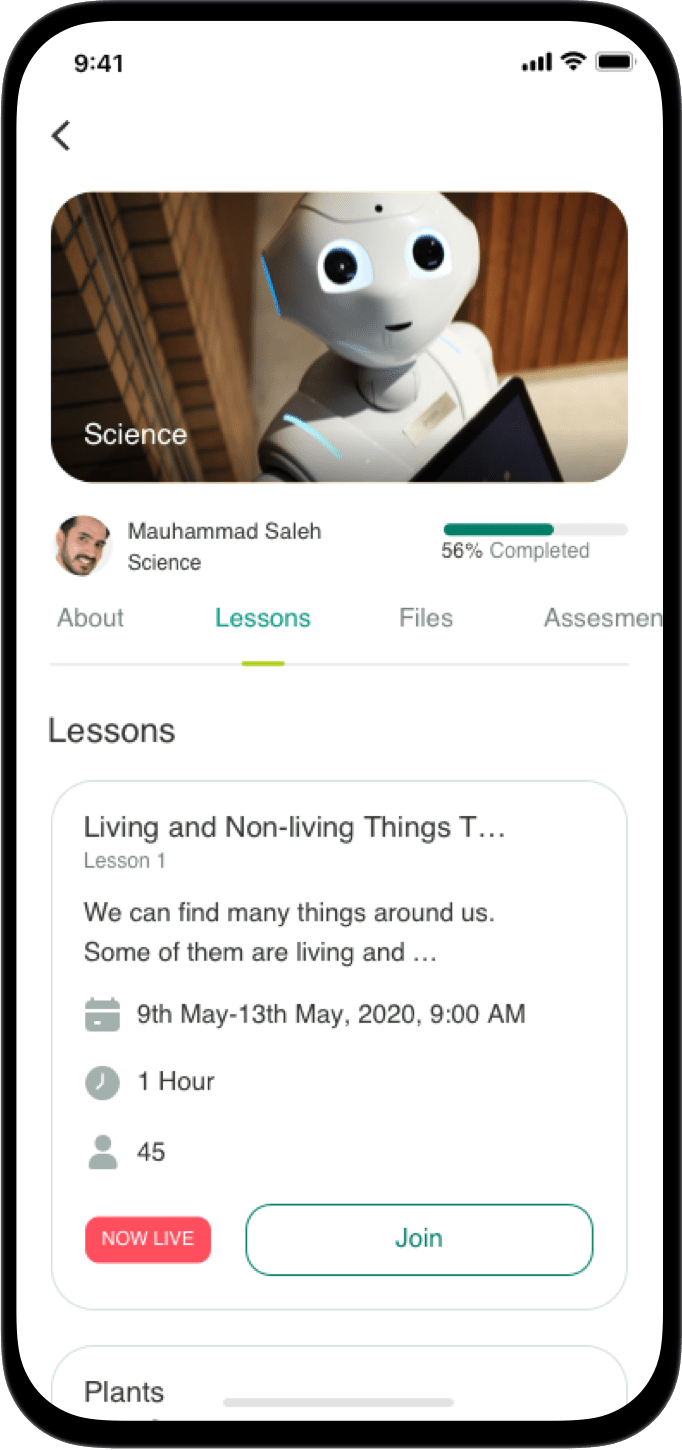 9:41
Science
Mauhammad Saleh
Science
56% Completed
About Lessons Files Assesmen
Lessons
Living and Non-living Things T...
Lesson 1
We can find many things around us.
Some of them are living and ...
9th May-13th May, 2020, 9:00 AM
1 Hour
45
NOW LIVE
Join
Plants